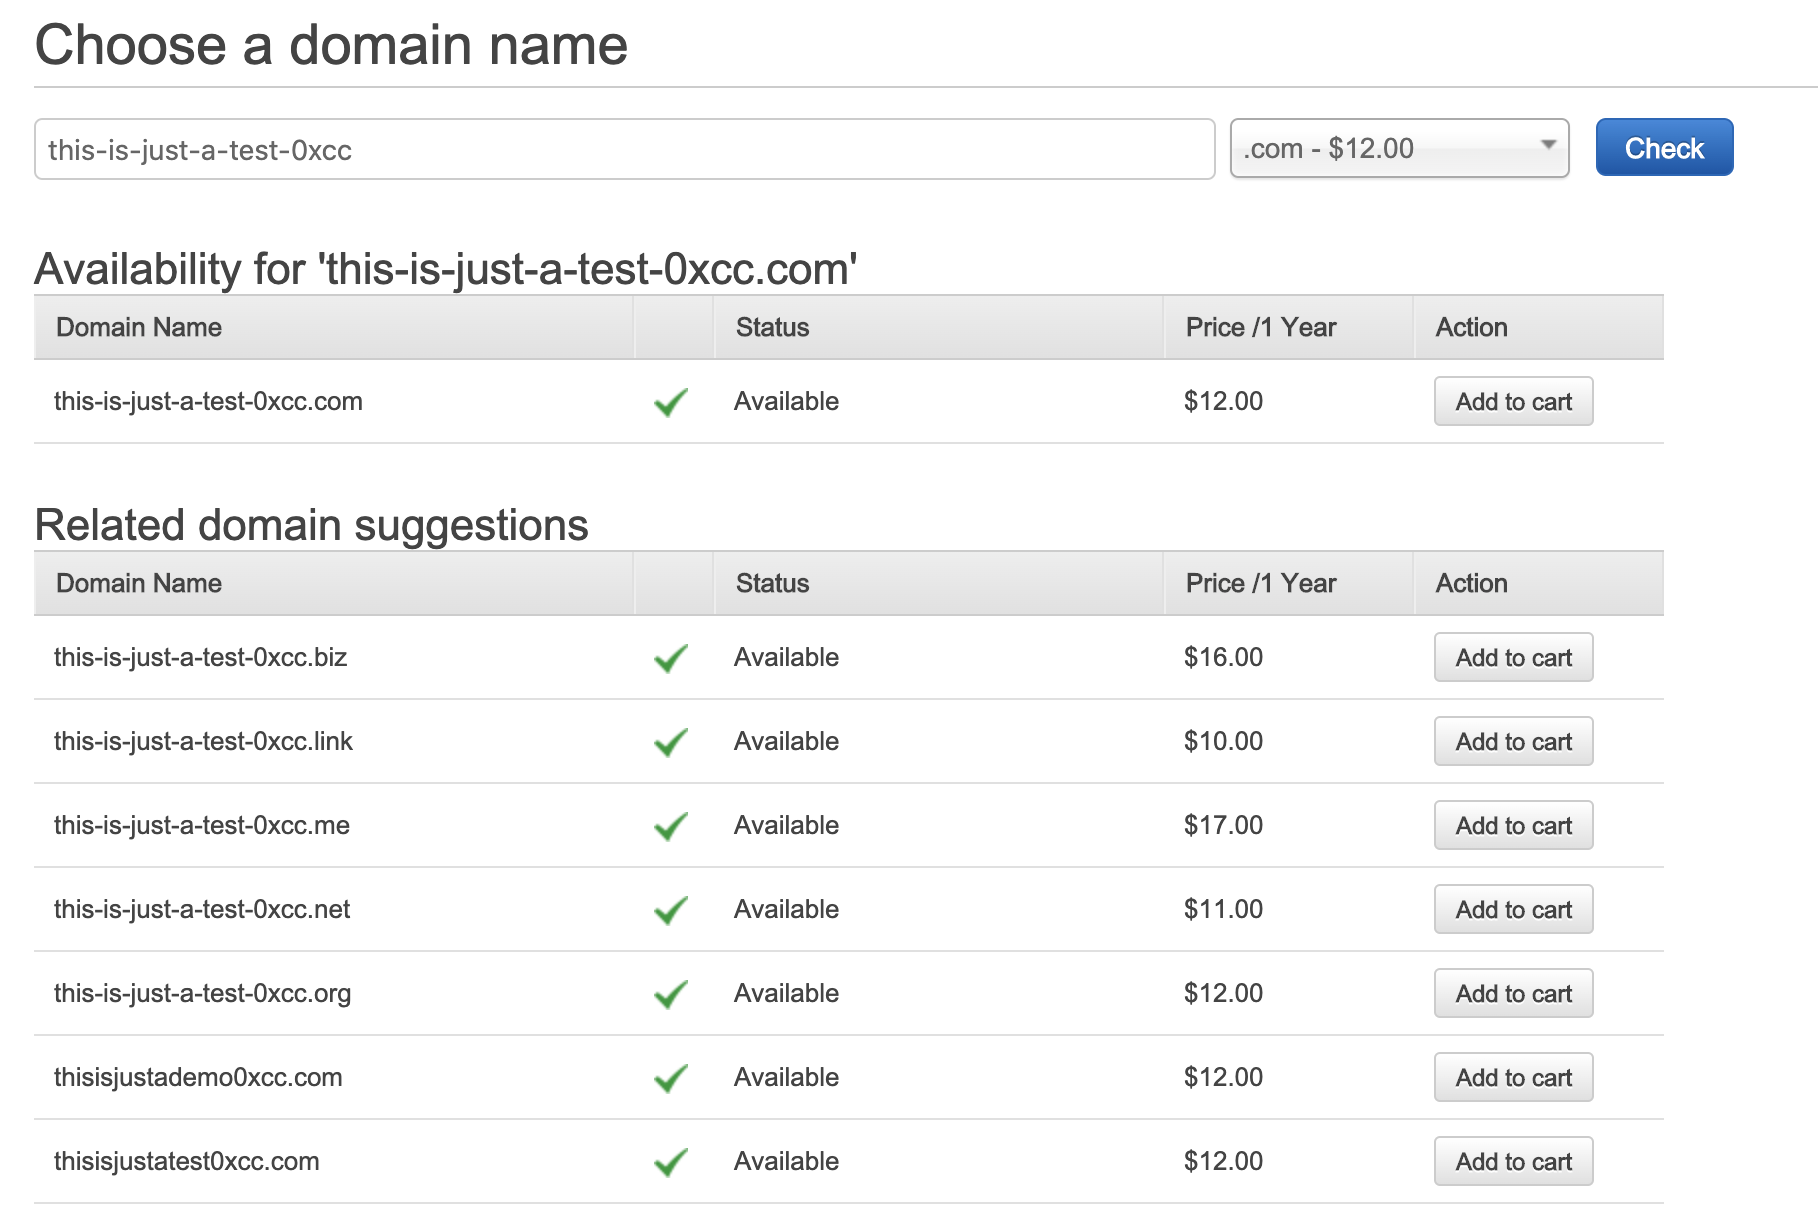 Choose a domain name
this-is-just-a-test-0xcc .com - $12.00 Check
Availability for 'this-is-just-a-test-0xcc.com'
Domain Name Status Price /1 Year Action
this-is-just-a-test-0xcc.com Available $12.00 Add to cart
Related domain suggestions
Domain Name Status Price /1 Year Action
this-is-just-a-test-0xcc.biz Available $16.00 Add to cart
this-is-just-a-test-0xcc.link Available $10.00 Add to cart
this-is-just-a-test-0xcc.me Available $17.00 Add to cart
this-is-just-a-test-0xcc.net Available $11.00 Add to cart
this-is-just-a-test-0xcc.org Available $12.00 Add to cart
thisisjustademo0xcc.com Available $12.00 Add to cart
thisisjustatest0xcc.com Available $12.00 Add to cart